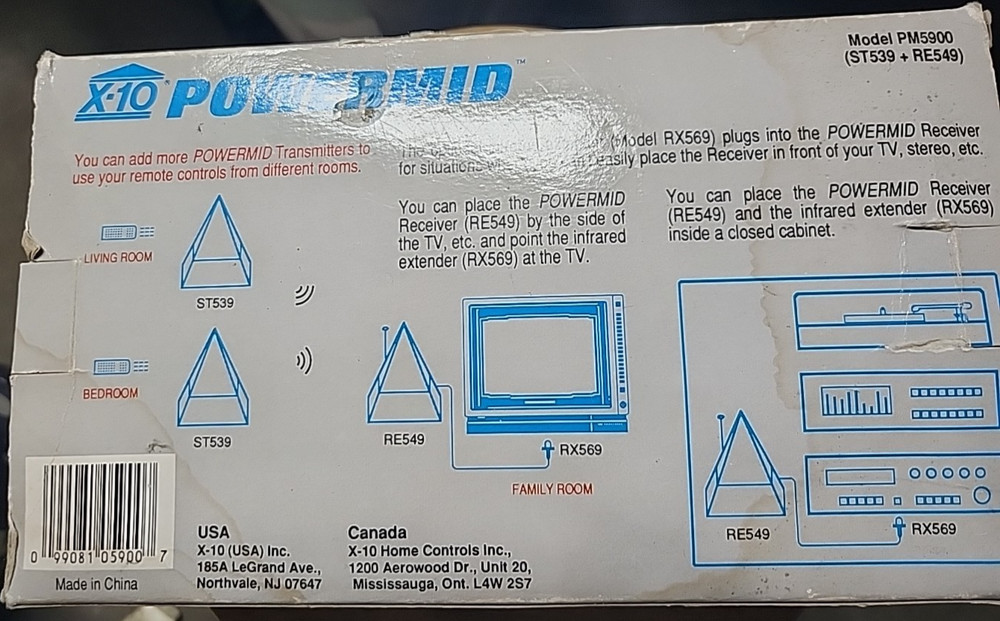 Model PM5900
(ST539 + RE549)
X-10 POWERMID™
You can add more POWERMID Transmitters to
use your remote controls from different rooms.
(Model RX569) plugs into the POWERMID Receiver
for situations easily place the Receiver in front of your TV, stereo, etc.
You can place the POWERMID
Receiver (RE549) by the side of
the TV, etc. and point the infrared
extender (RX569) at the TV.
You can place the POWERMID Receiver
(RE549) and the infrared extender (RX569)
inside a closed cabinet.
LIVING ROOM
ST539
BEDROOM
ST539
RE549
RX569
FAMILY ROOM
RE549
RX569
0 99081 05900 7
Made in China
USA
X-10 (USA) Inc.
185A LeGrand Ave.,
Northvale, NJ 07647
Canada
X-10 Home Controls Inc.,
1200 Aerowood Dr., Unit 20,
Mississauga, Ont. L4W 2S7